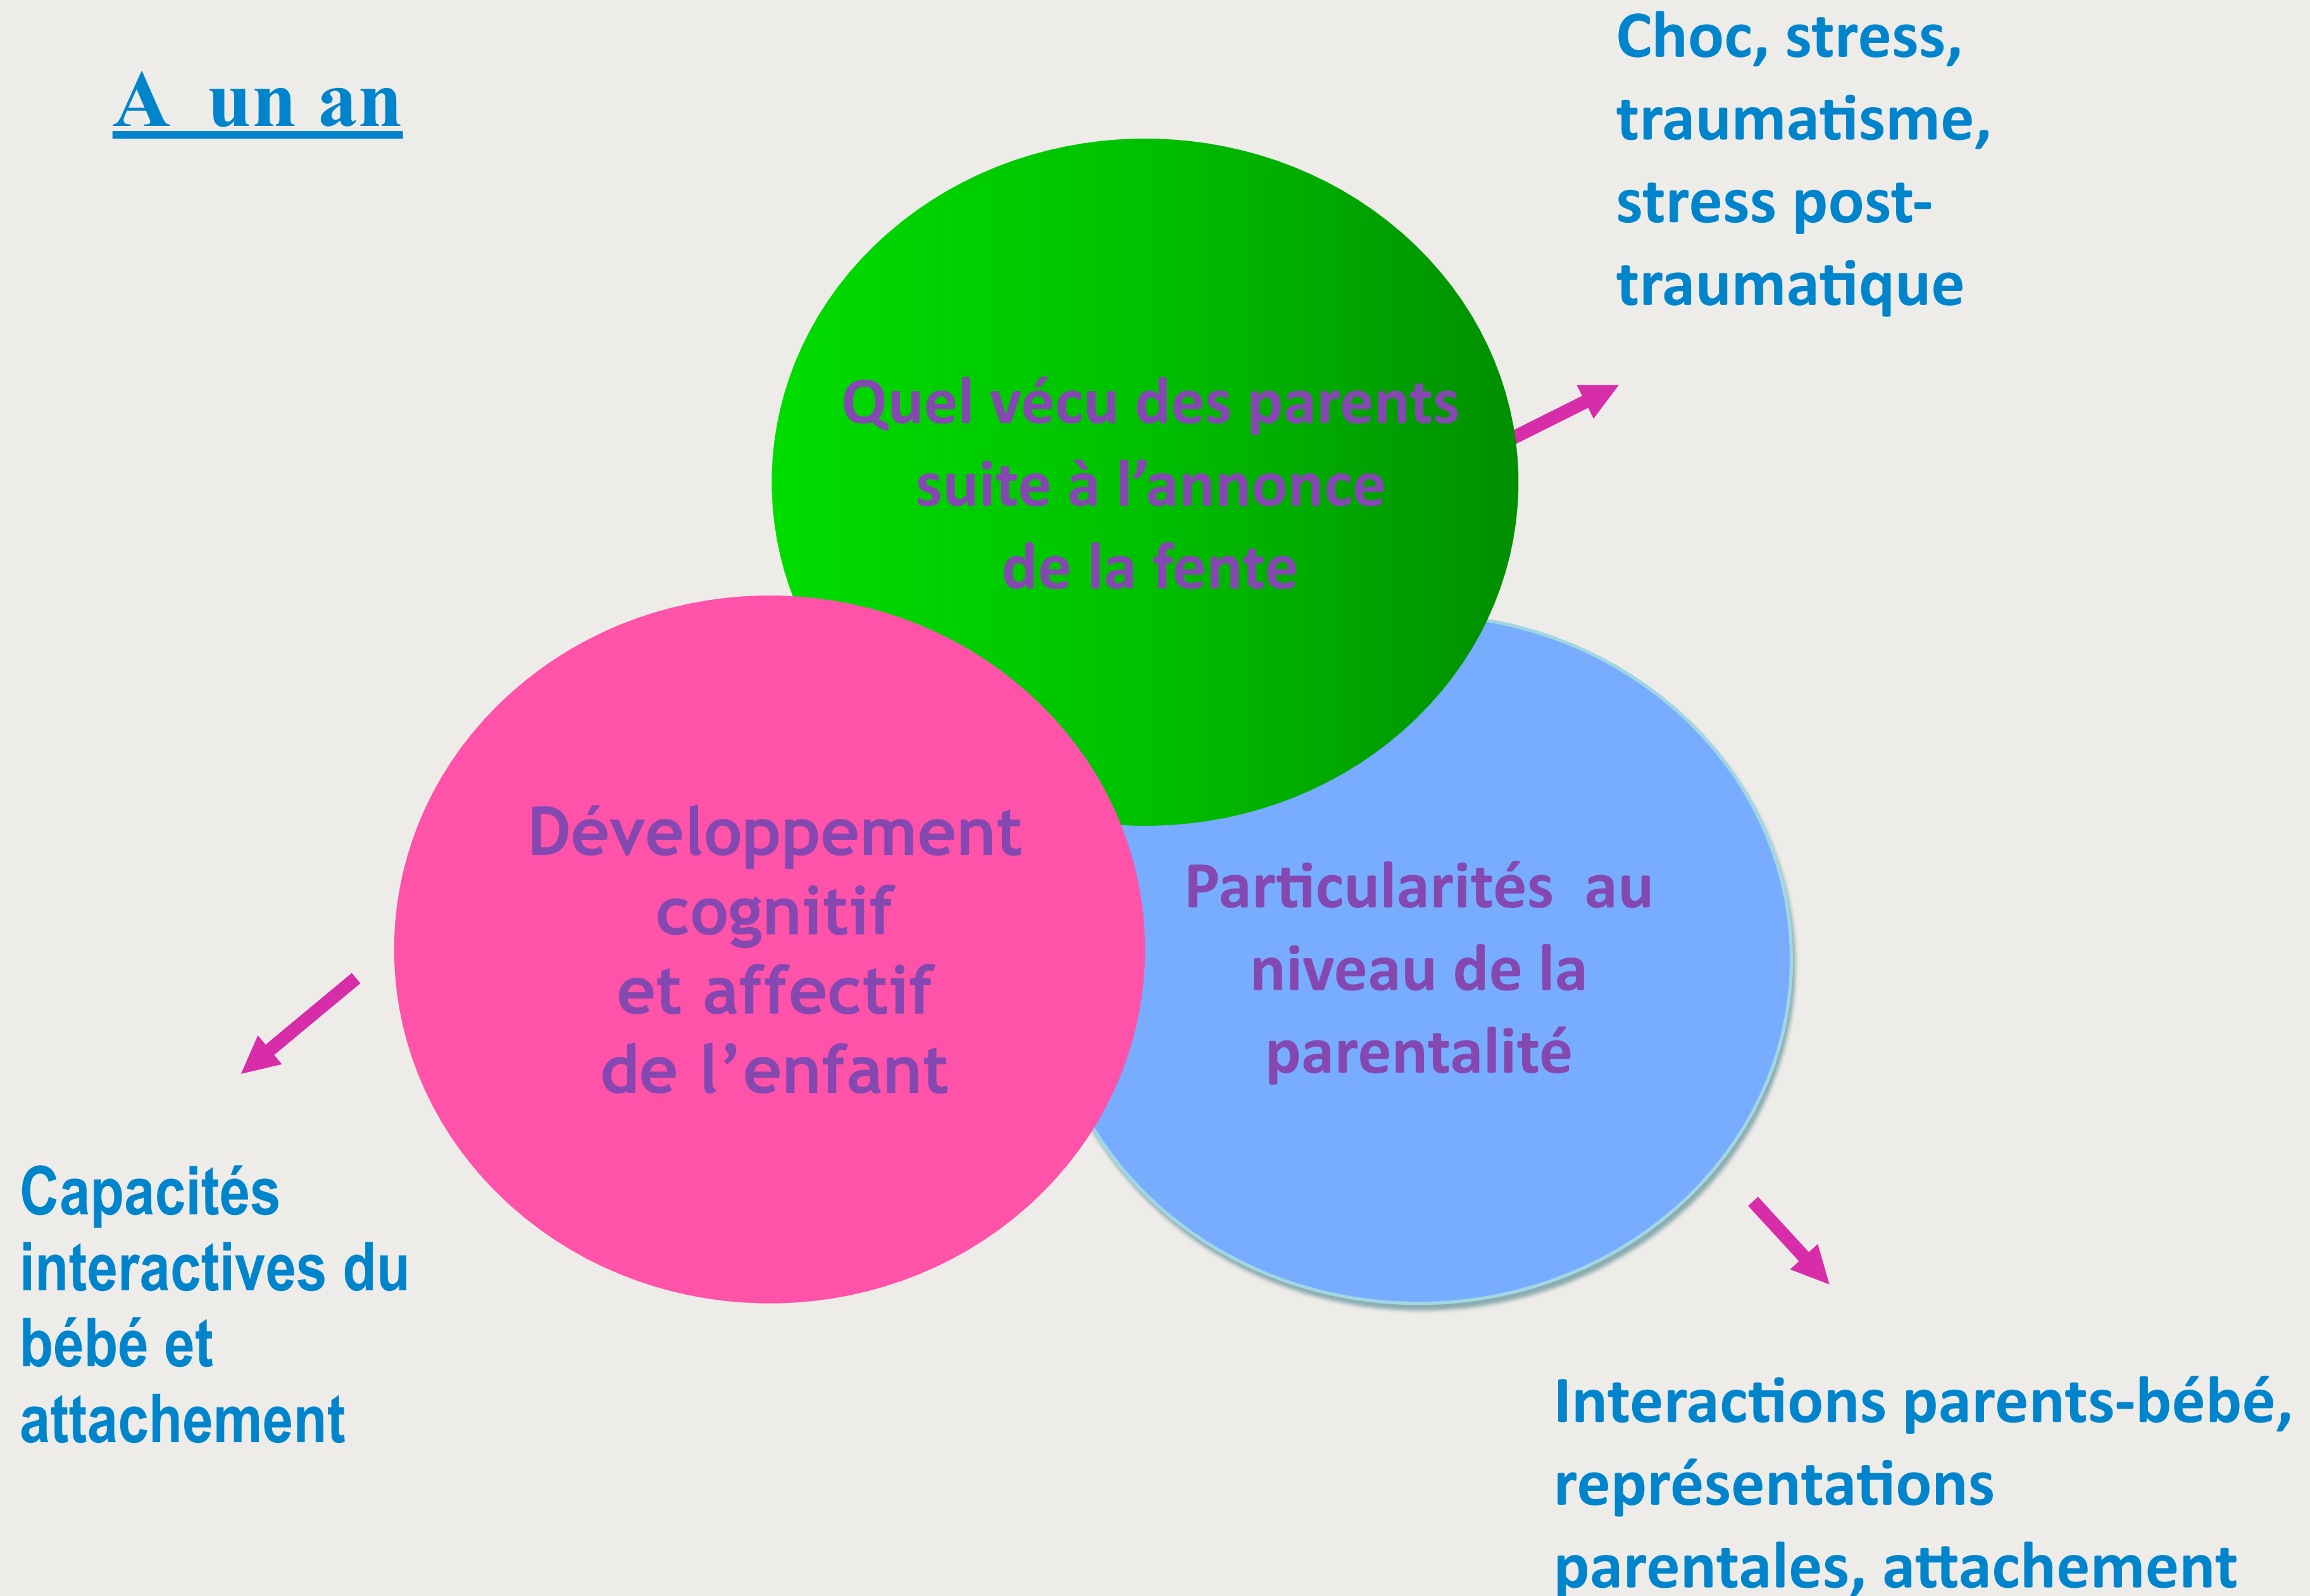 A un an
Choc, stress,
traumatisme,
stress post-
traumatique
Quel vécu des parents
suite à l’annonce
de la fente
Développement
cognitif
et affectif
de l’enfant
Particularités au
niveau de la
parentalité
Capacités
interactives du
bébé et
attachement
Interactions parents-bébé,
représentations
parentales, attachement